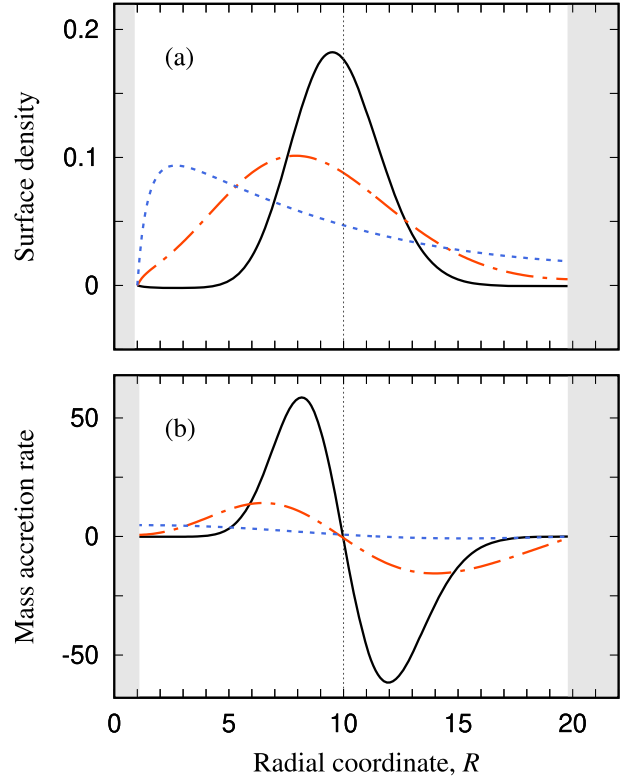 0.2
(a)
0.1
Surface density
0
50
(b)
0
Mass accretion rate
-50
0 5 10 15 20
Radial coordinate, R